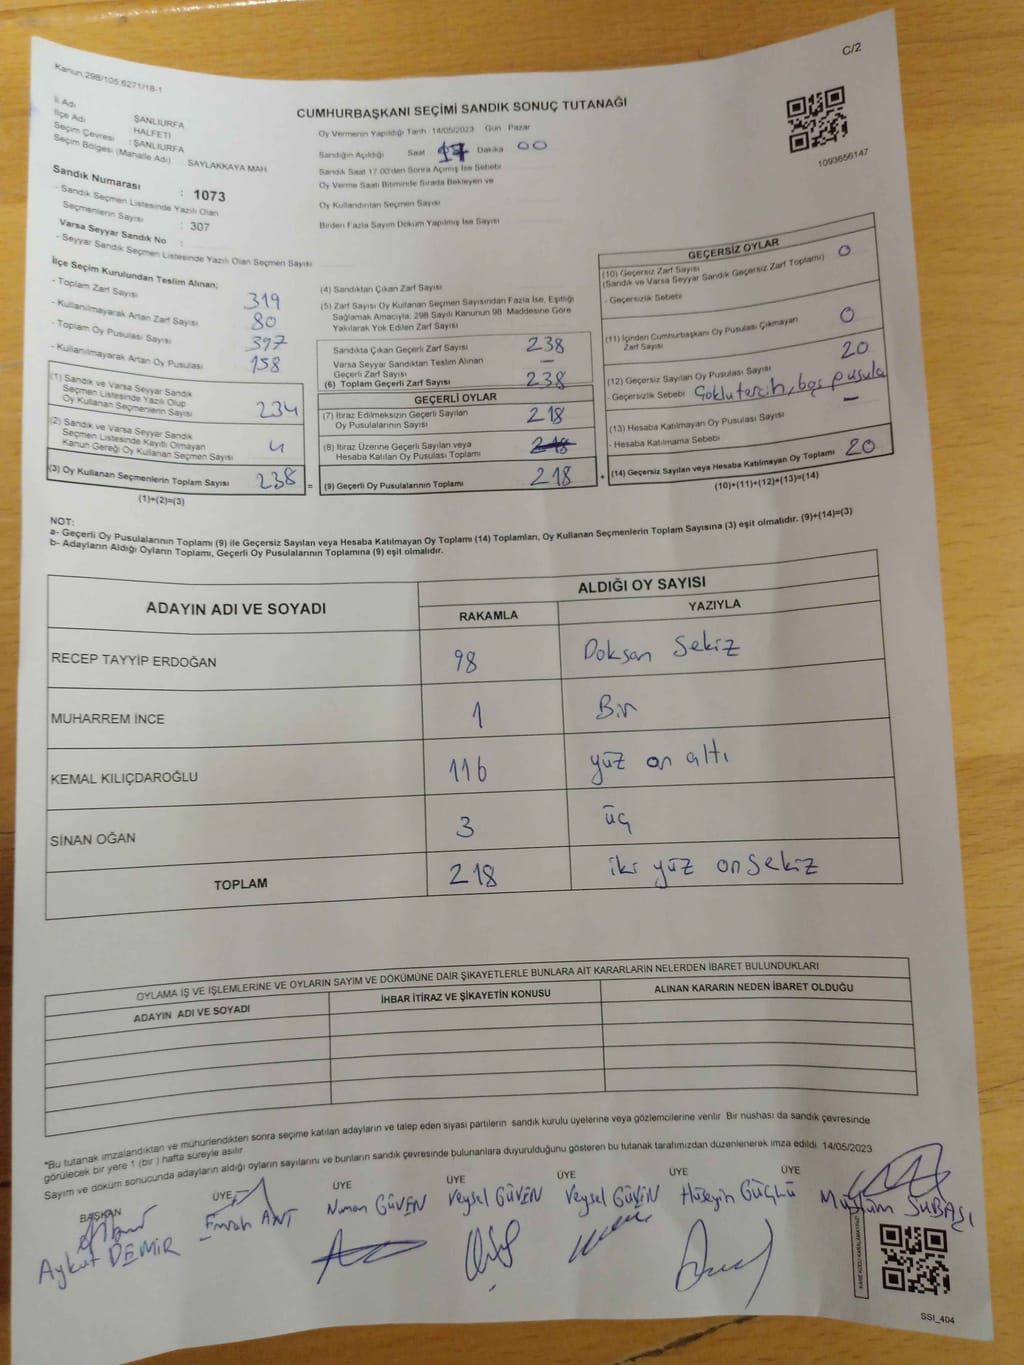 C/2
Kanun,298/105.6271/18-1
CUMHURBAŞKANI SEÇİMİ SANDIK SONUÇ TUTANAĞI
İl Adı ŞANLIURFA
İlçe Adı HALFETİ
Seçim Çevresi : ŞANLIURFA
Seçim Bölgesi (Mahalle Adı) SAYLAKKAYA MAH
Oy Vermenin Yapıldığı Tarih 14/05/2023 Gün Pazar
Sandığın Açıldığı Saat 17 Dakika 00
Sandık Saat 17:00'den Sonra Açılmış İse Sebebi
Oy Verme Saati Bitiminde Sırada Bekleyen ve
Oy Kullandırılan Seçmen Sayısı
Birden Fazla Sayım Döküm Yapılmış İse Sayısı
1093656147
Sandık Numarası : 1073
- Sandık Seçmen Listesinde Yazılı Olan
Seçmenlerin Sayısı : 307
Varsa Seyyar Sandık No :
- Seyyar Sandık Seçmen Listesinde Yazılı Olan Seçmen Sayısı
İlçe Seçim Kurulundan Teslim Alınan;
- Toplam Zarf Sayısı 319
- Kullanılmayarak Artan Zarf Sayısı 80
- Toplam Oy Pusulası Sayısı 397
- Kullanılmayarak Artan Oy Pusulası 158
(1) Sandık ve Varsa Seyyar Sandık
Seçmen Listesinde Yazılı Olup
Oy Kullanan Seçmenlerin Sayısı 234
(2) Sandık ve Varsa Seyyar Sandık
Seçmen Listesinde Kayıtlı Olmayan
Kanun Gereği Oy Kullanan Seçmen Sayısı 4
(3) Oy Kullanan Seçmenlerin Toplam Sayısı 238 =
(1)+(2)=(3)
(4) Sandıktan Çıkan Zarf Sayısı
(5) Zarf Sayısı Oy Kullanan Seçmen Sayısından Fazla İse, Eşitliği
Sağlamak Amacıyla, 298 Sayılı Kanunun 98. Maddesine Göre
Yakılarak Yok Edilen Zarf Sayısı
Sandıkta Çıkan Geçerli Zarf Sayısı 238
Varsa Seyyar Sandıktan Teslim Alınan
Geçerli Zarf Sayısı —
(6) Toplam Geçerli Zarf Sayısı 238
GEÇERLİ OYLAR
(7) İtiraz Edilmeksizin Geçerli Sayılan
Oy Pusulalarının Sayısı 218
(8) İtiraz Üzerine Geçerli Sayılan veya
Hesaba Katılan Oy Pusulası Toplamı 218
(9) Geçerli Oy Pusulalarının Toplamı 218 +
GEÇERSİZ OYLAR
(10) Geçersiz Zarf Sayısı 0
(Sandık ve Varsa Seyyar Sandık Geçersiz Zarf Toplamı)
- Geçersizlik Sebebi
(11) İçinden Cumhurbaşkanı Oy Pusulası Çıkmayan
Zarf Sayısı 0
(12) Geçersiz Sayılan Oy Pusulası Sayısı 20
- Geçersizlik Sebebi Çoklu tercih, boş pusula
(13) Hesaba Katılmayan Oy Pusulası Sayısı —
- Hesaba Katılmama Sebebi
(14) Geçersiz Sayılan veya Hesaba Katılmayan Oy Toplamı 20
(10)+(11)+(12)+(13)=(14)
NOT:
a- Geçerli Oy Pusulalarının Toplamı (9) ile Geçersiz Sayılan veya Hesaba Katılmayan Oy Toplamı (14) Toplamları, Oy Kullanan Seçmenlerin Toplam Sayısına (3) eşit olmalıdır. (9)+(14)=(3)
b- Adayların Aldığı Oyların Toplamı, Geçerli Oy Pusulalarının Toplamına (9) eşit olmalıdır.
ADAYIN ADI VE SOYADI ALDIĞI OY SAYISI
RAKAMLA YAZIYLA
RECEP TAYYİP ERDOĞAN 98 Doksan Sekiz
MUHARREM İNCE 1 Bir
KEMAL KILIÇDAROĞLU 116 yüz on altı
SİNAN OĞAN 3 üç
TOPLAM 218 iki yüz on sekiz
OYLAMA İŞ VE İŞLEMLERİNE VE OYLARIN SAYIM VE DÖKÜMÜNE DAİR ŞİKAYETLERLE BUNLARA AİT KARARLARIN NELERDEN İBARET BULUNDUKLARI
ADAYIN ADI VE SOYADI İHBAR İTİRAZ VE ŞİKAYETİN KONUSU ALINAN KARARIN NEDEN İBARET OLDUĞU
*Bu tutanak imzalandıktan ve mühürlendikten sonra seçime katılan adayların ve talep eden siyasi partilerin sandık kurulu üyelerine veya gözlemcilerine verilir. Bir nüshası da sandık çevresinde
görülecek bir yere 1 (bir) hafta süreyle asılır.
Sayım ve döküm sonucunda adayların aldığı oyların sayılarını ve bunların sandık çevresinde bulunanlara duyurulduğunu gösteren bu tutanak tarafımızdan düzenlenerek imza edildi. 14/05/2023
BAŞKAN ÜYE ÜYE ÜYE ÜYE ÜYE ÜYE
Aykut DEMİR Emrah ANT Numan GÜVEN Veysel GÜVEN Veysel GÜVİN Hüseyin GÜÇLÜ Müslüm SUBAŞI
KARE KODU KARALAMAYINIZ
SSI_404